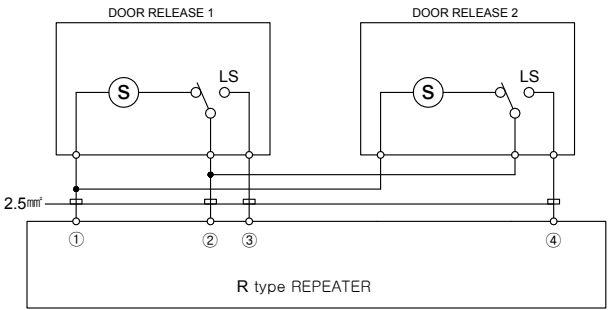 DOOR RELEASE 1 DOOR RELEASE 2
S LS S LS
2.5㎟
① ② ③ ④
R type REPEATER